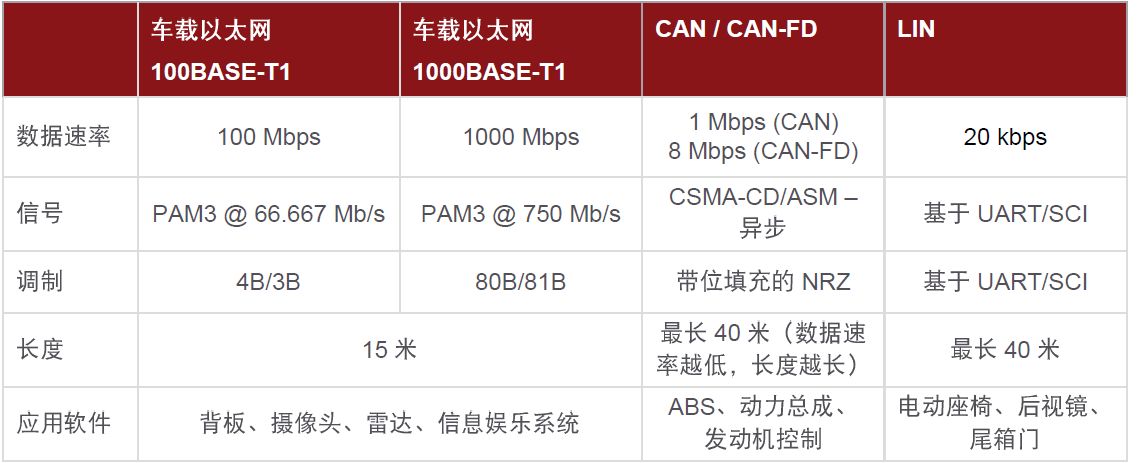 车载以太网
100BASE-T1
车载以太网
1000BASE-T1
CAN / CAN-FD
LIN
数据速率
100 Mbps
1000 Mbps
1 Mbps (CAN)
8 Mbps (CAN-FD)
20 kbps
信号
PAM3 @ 66.667 Mb/s
PAM3 @ 750 Mb/s
CSMA-CD/ASM –
异步
基于 UART/SCI
调制
4B/3B
80B/81B
带位填充的 NRZ
基于 UART/SCI
长度
15 米
最长 40 米（数据速
率越低，长度越长）
最长 40 米
应用软件
背板、摄像头、雷达、信息娱乐系统
ABS、动力总成、
发动机控制
电动座椅、后视镜、
尾箱门